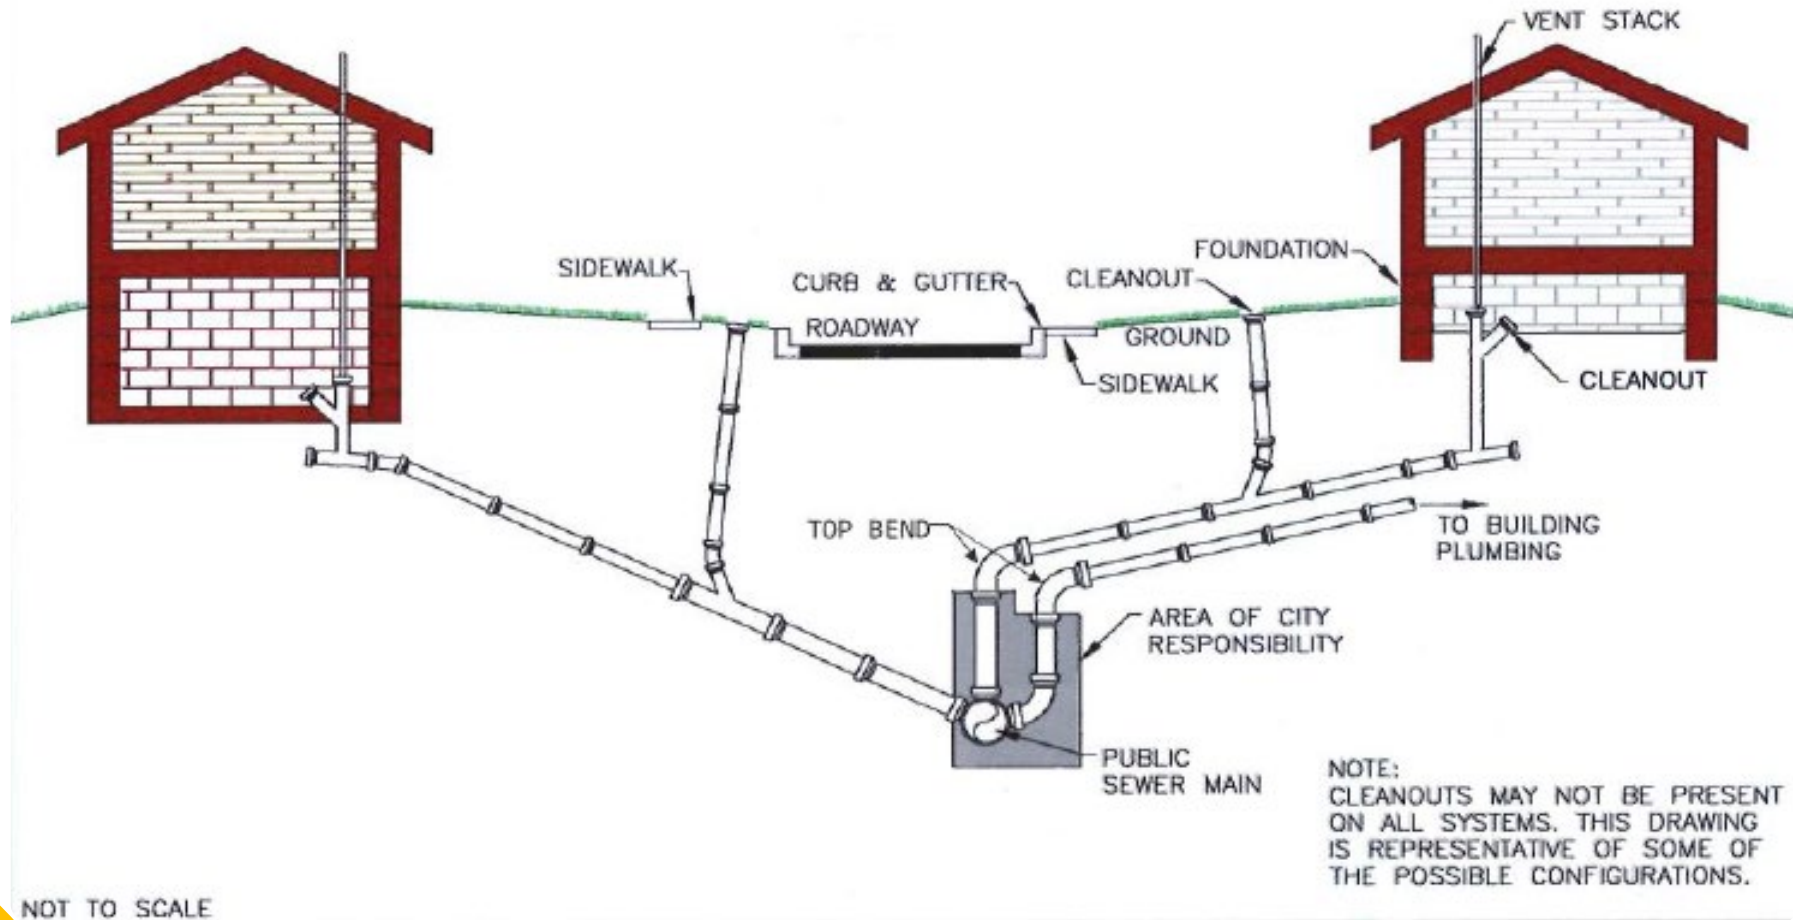 VENT STACK
FOUNDATION
SIDEWALK
CURB & GUTTER
CLEANOUT
ROADWAY
GROUND
SIDEWALK
CLEANOUT
TOP BEND
TO BUILDING
PLUMBING
AREA OF CITY
RESPONSIBILITY
PUBLIC
SEWER MAIN
NOTE:
CLEANOUTS MAY NOT BE PRESENT
ON ALL SYSTEMS. THIS DRAWING
IS REPRESENTATIVE OF SOME OF
THE POSSIBLE CONFIGURATIONS.
NOT TO SCALE